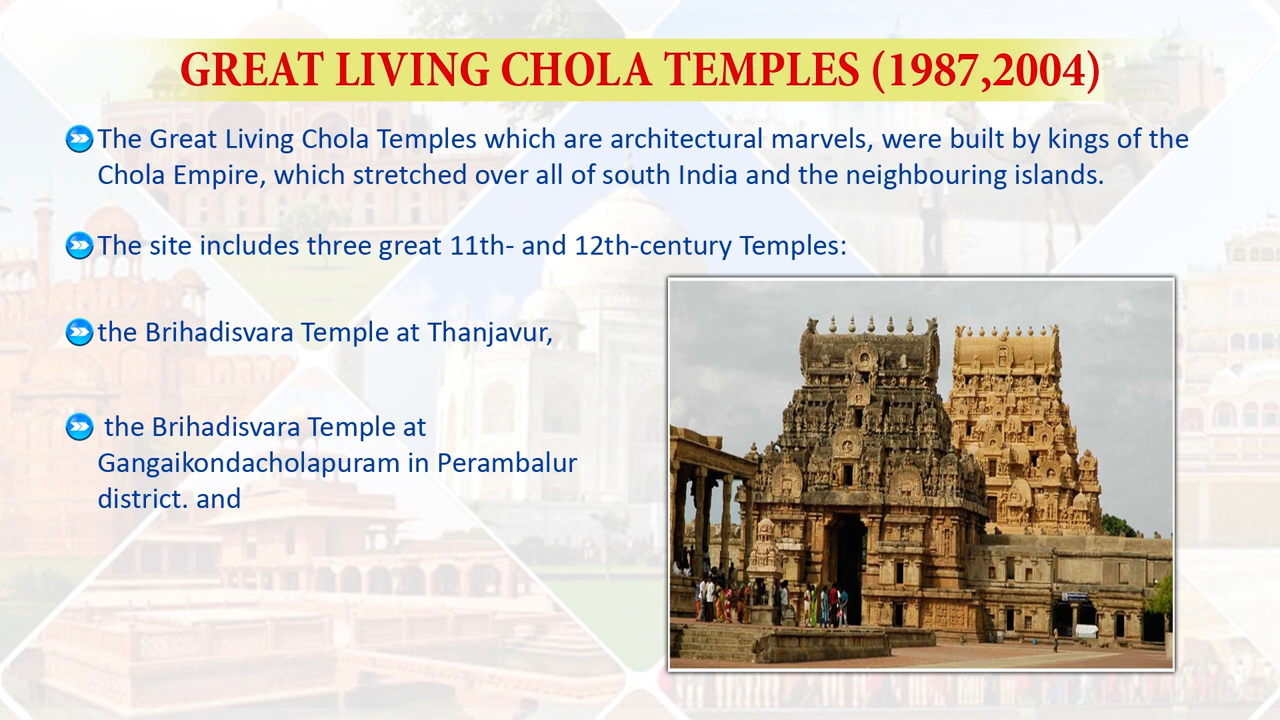 GREAT LIVING CHOLA TEMPLES (1987,2004)
The Great Living Chola Temples which are architectural marvels, were built by kings of the
Chola Empire, which stretched over all of south India and the neighbouring islands.
The site includes three great 11th- and 12th-century Temples:
the Brihadisvara Temple at Thanjavur,
the Brihadisvara Temple at
Gangaikondacholapuram in Perambalur
district. and